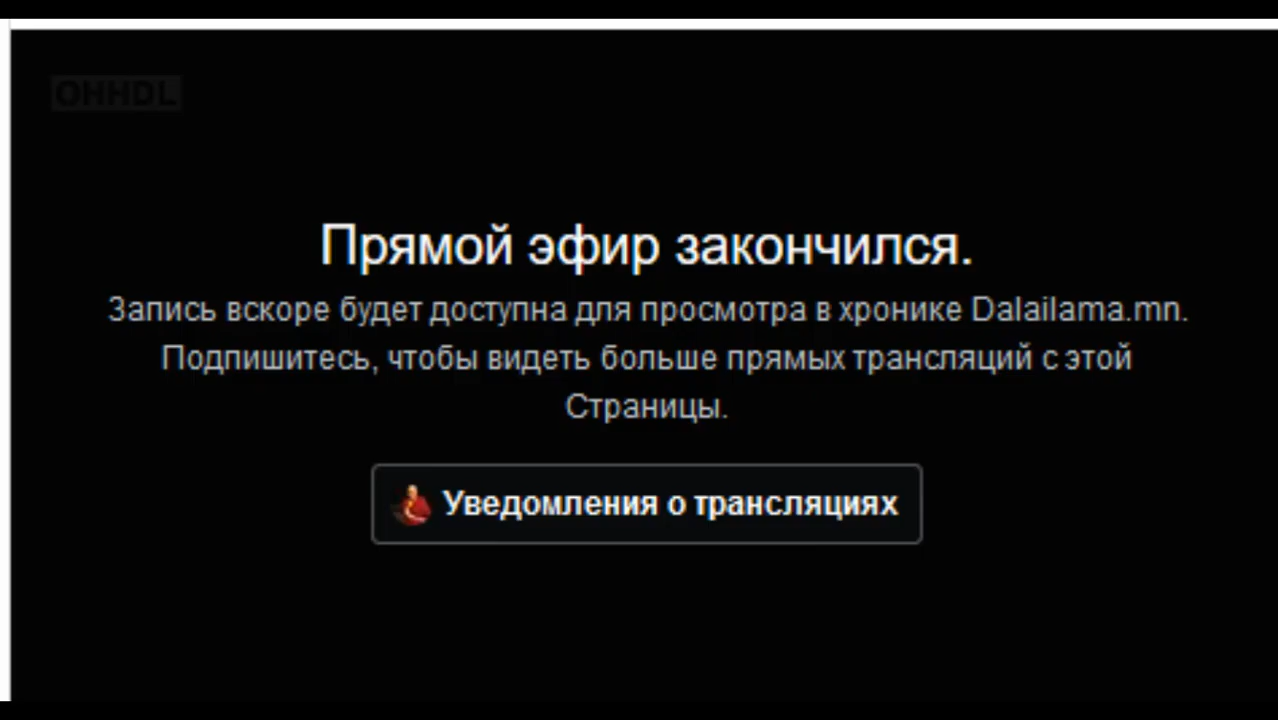 OHHDL
Прямой эфир закончился.
Запись вскоре будет доступна для просмотра в хронике Dalailama.mn.
Подпишитесь, чтобы видеть больше прямых трансляций с этой
Страницы.
Уведомления о трансляциях